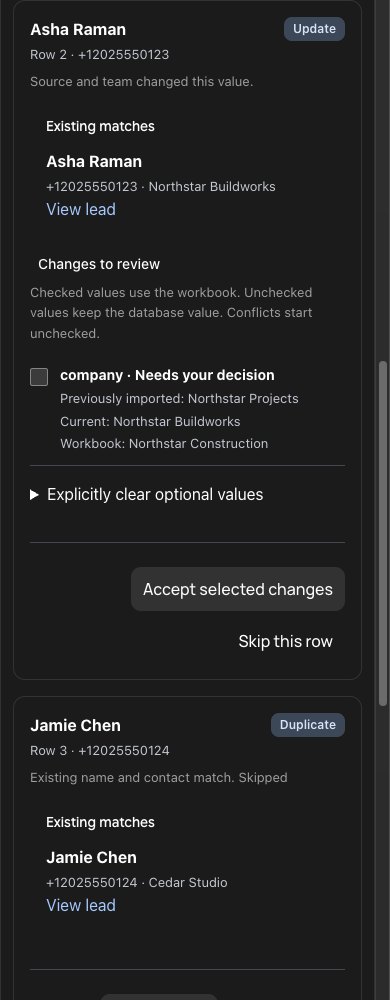 Asha Raman
Update
Row 2 · +12025550123
Source and team changed this value.
Existing matches
Asha Raman
+12025550123 · Northstar Buildworks
View lead
Changes to review
Checked values use the workbook. Unchecked
values keep the database value. Conflicts start
unchecked.
company · Needs your decision
Previously imported: Northstar Projects
Current: Northstar Buildworks
Workbook: Northstar Construction
Explicitly clear optional values
Accept selected changes
Skip this row
Jamie Chen
Duplicate
Row 3 · +12025550124
Existing name and contact match. Skipped
Existing matches
Jamie Chen
+12025550124 · Cedar Studio
View lead